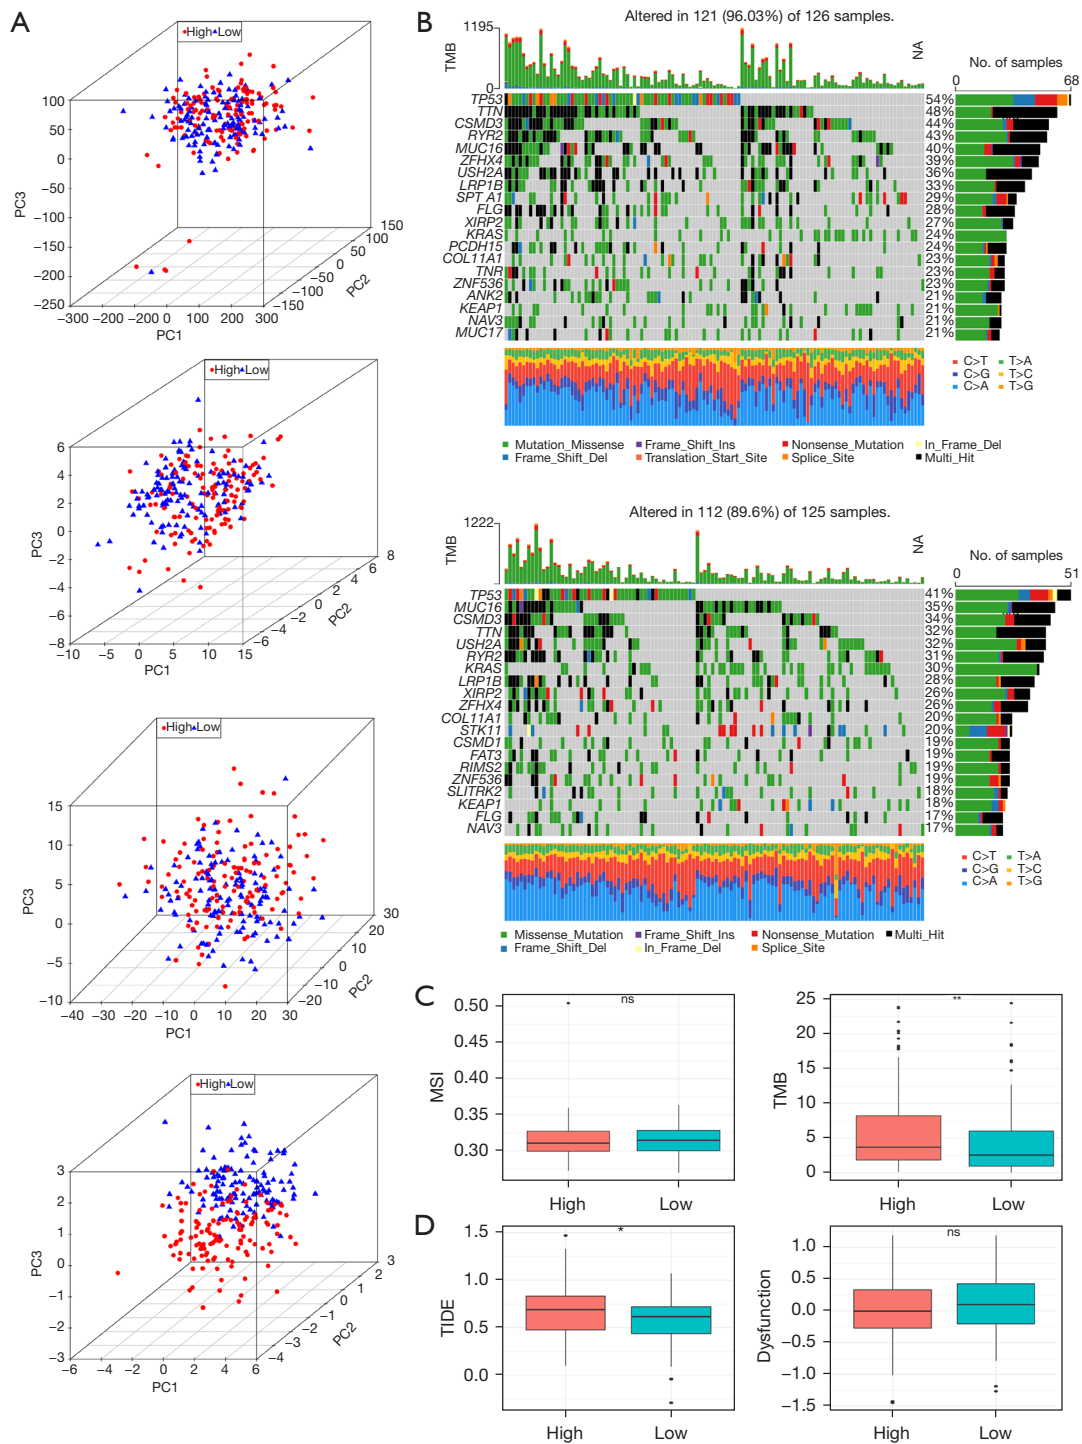 A
High Low
PC3
100
50
0
−50
−100
−150
−200
−250
−300 −200 −100 0 100 200 300
PC1
−150
−100
−50
0
50
100
150
PC2
High Low
PC3
6
4
2
0
−2
−4
−6
−8
−10 −5 0 5 10 15
PC1
−6
−4
−2
0
2
4
6
8
PC2
High Low
PC3
15
10
5
0
−5
−10
−40 −30 −20 −10 0 10 20 30
PC1
−20
−10
0
10
20
30
PC2
High Low
PC3
3
2
1
0
−1
−2
−3
−6 −4 −2 0 2 4 6
PC1
−4
−3
−2
−1
0
1
2
3
PC2
B
Altered in 121 (96.03%) of 126 samples.
TMB
1195
0
NA
No. of samples
0 68
TP53 54%
TTN 48%
CSMD3 44%
RYR2 43%
MUC16 40%
ZFHX4 39%
USH2A 36%
LRP1B 33%
SPT A1 29%
FLG 28%
XIRP2 27%
KRAS 24%
PCDH15 24%
COL11A1 23%
TNR 23%
ZNF536 23%
ANK2 21%
KEAP1 21%
NAV3 21%
MUC17 21%
C>T T>A
C>G T>C
C>A T>G
Mutation_Missense Frame_Shift_Ins Nonsense_Mutation In_Frame_Del
Frame_Shift_Del Translation_Start_Site Splice_Site Multi_Hit
Altered in 112 (89.6%) of 125 samples.
TMB
1222
0
NA
No. of samples
0 51
TP53 41%
MUC16 35%
CSMD3 34%
TTN 32%
USH2A 32%
RYR2 31%
KRAS 30%
LRP1B 28%
XIRP2 26%
ZFHX4 26%
COL11A1 20%
STK11 20%
CSMD1 19%
FAT3 19%
RIMS2 19%
ZNF536 19%
SLITRK2 18%
KEAP1 18%
FLG 17%
NAV3 17%
C>T T>A
C>G T>C
C>A T>G
Missense_Mutation Frame_Shift_Ins Nonsense_Mutation Multi_Hit
Frame_Shift_Del In_Frame_Del Splice_Site
C
MSI
0.50
0.45
0.40
0.35
0.30
ns
High Low
TMB
25
20
15
10
5
0
**
High Low
D
TIDE
1.5
1.0
0.5
0.0
*
High Low
Dysfunction
1.0
0.5
0.0
−0.5
−1.0
−1.5
ns
High Low